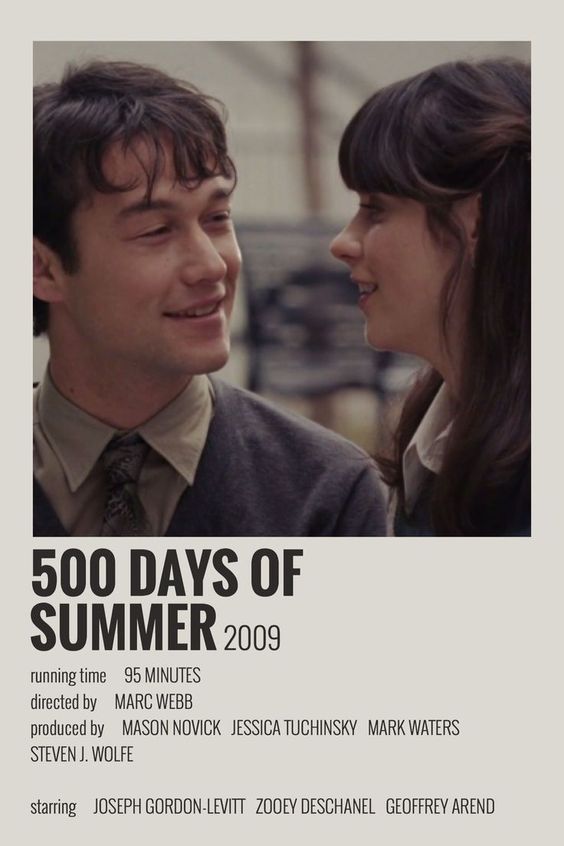 500 DAYS OF
SUMMER 2009
running time 95 MINUTES
directed by MARC WEBB
produced by MASON NOVICK JESSICA TUCHINSKY MARK WATERS
STEVEN J. WOLFE
starring JOSEPH GORDON-LEVITT ZOOEY DESCHANEL GEOFFREY AREND